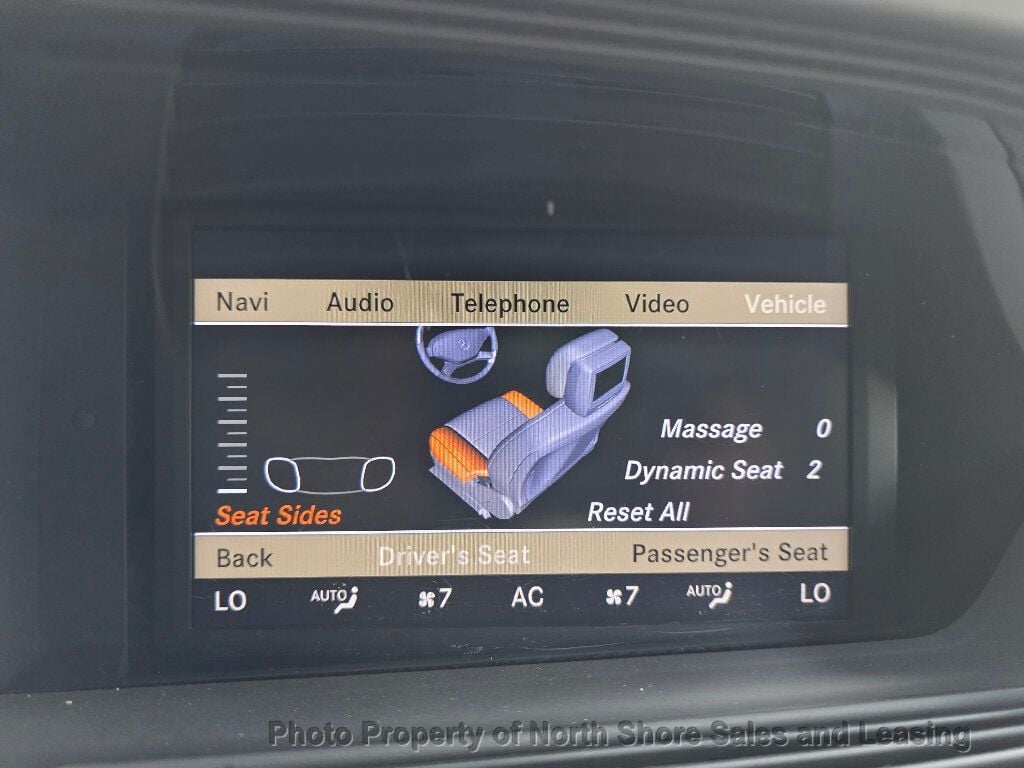 Navi Audio Telephone Video Vehicle
Massage 0
Dynamic Seat 2
Seat Sides Reset All
Back Driver's Seat Passenger's Seat
LO AUTO 7 AC 7 AUTO LO
Photo Property of North Shore Sales and Leasing